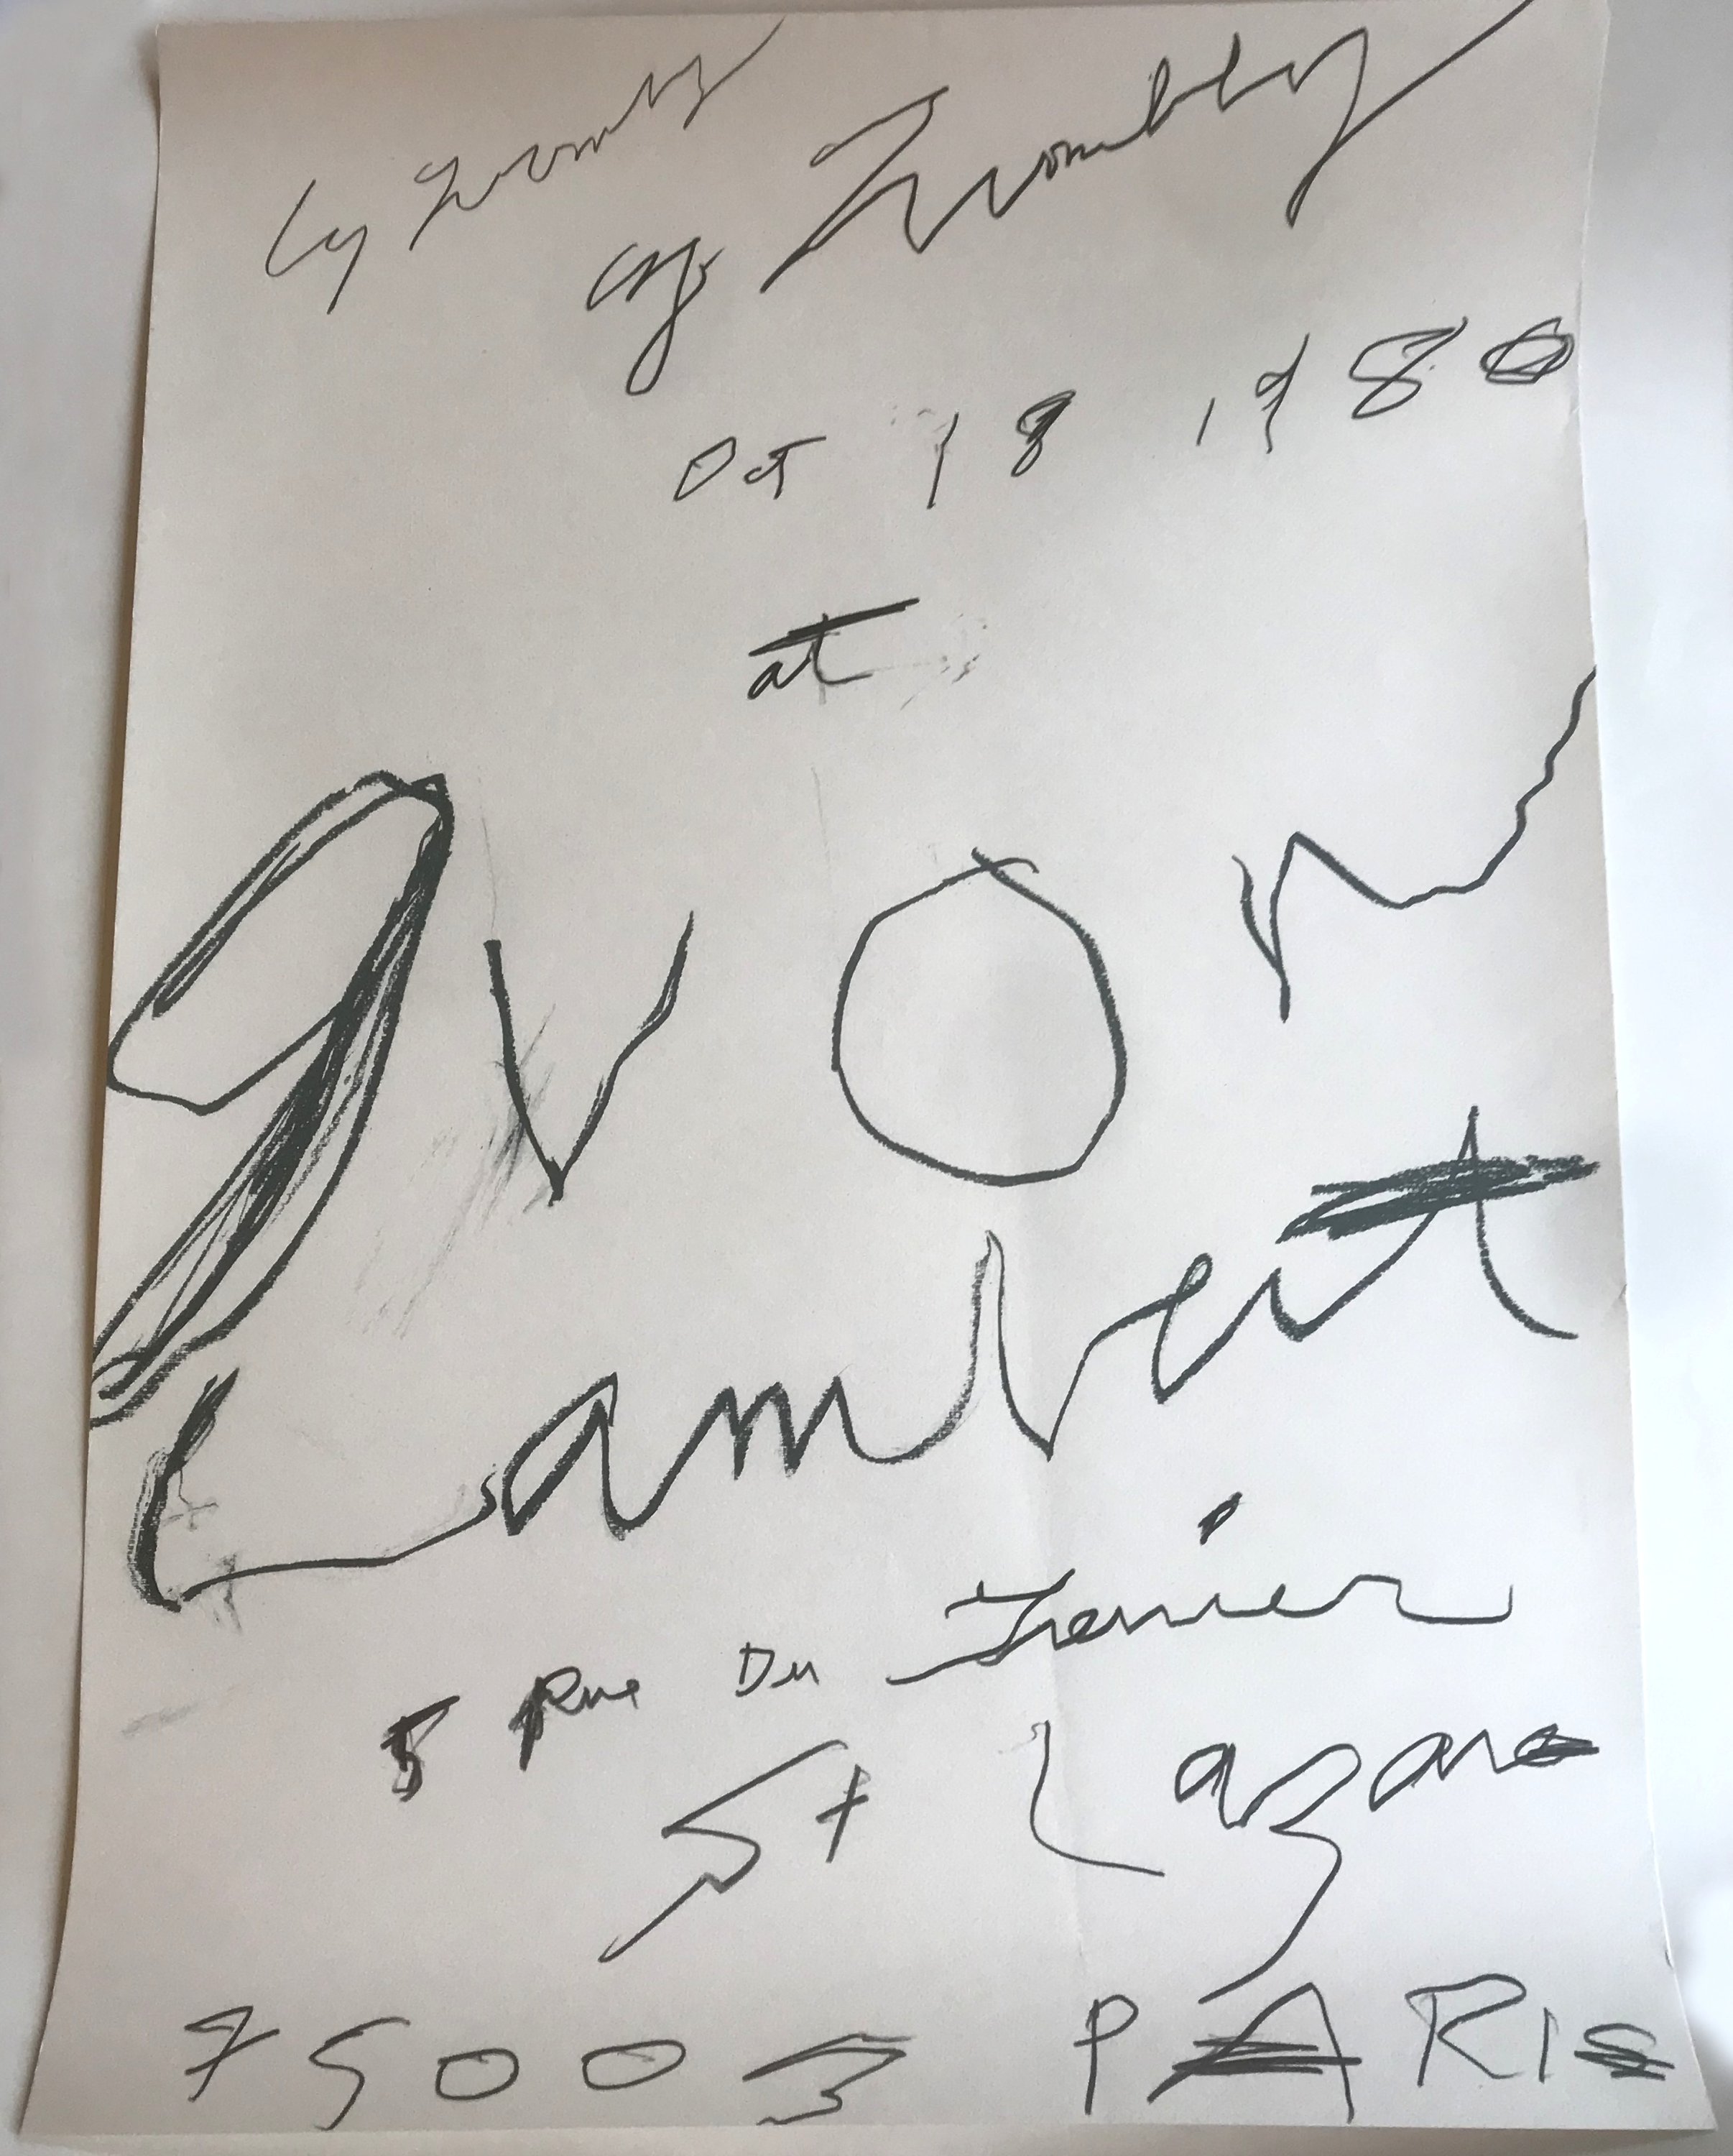 Cy Twombly
Cy Twombly
Oct 18 1980
at
yvon
Lambert
5 Rue Du Grenier
St Lazare
75003 PARIS